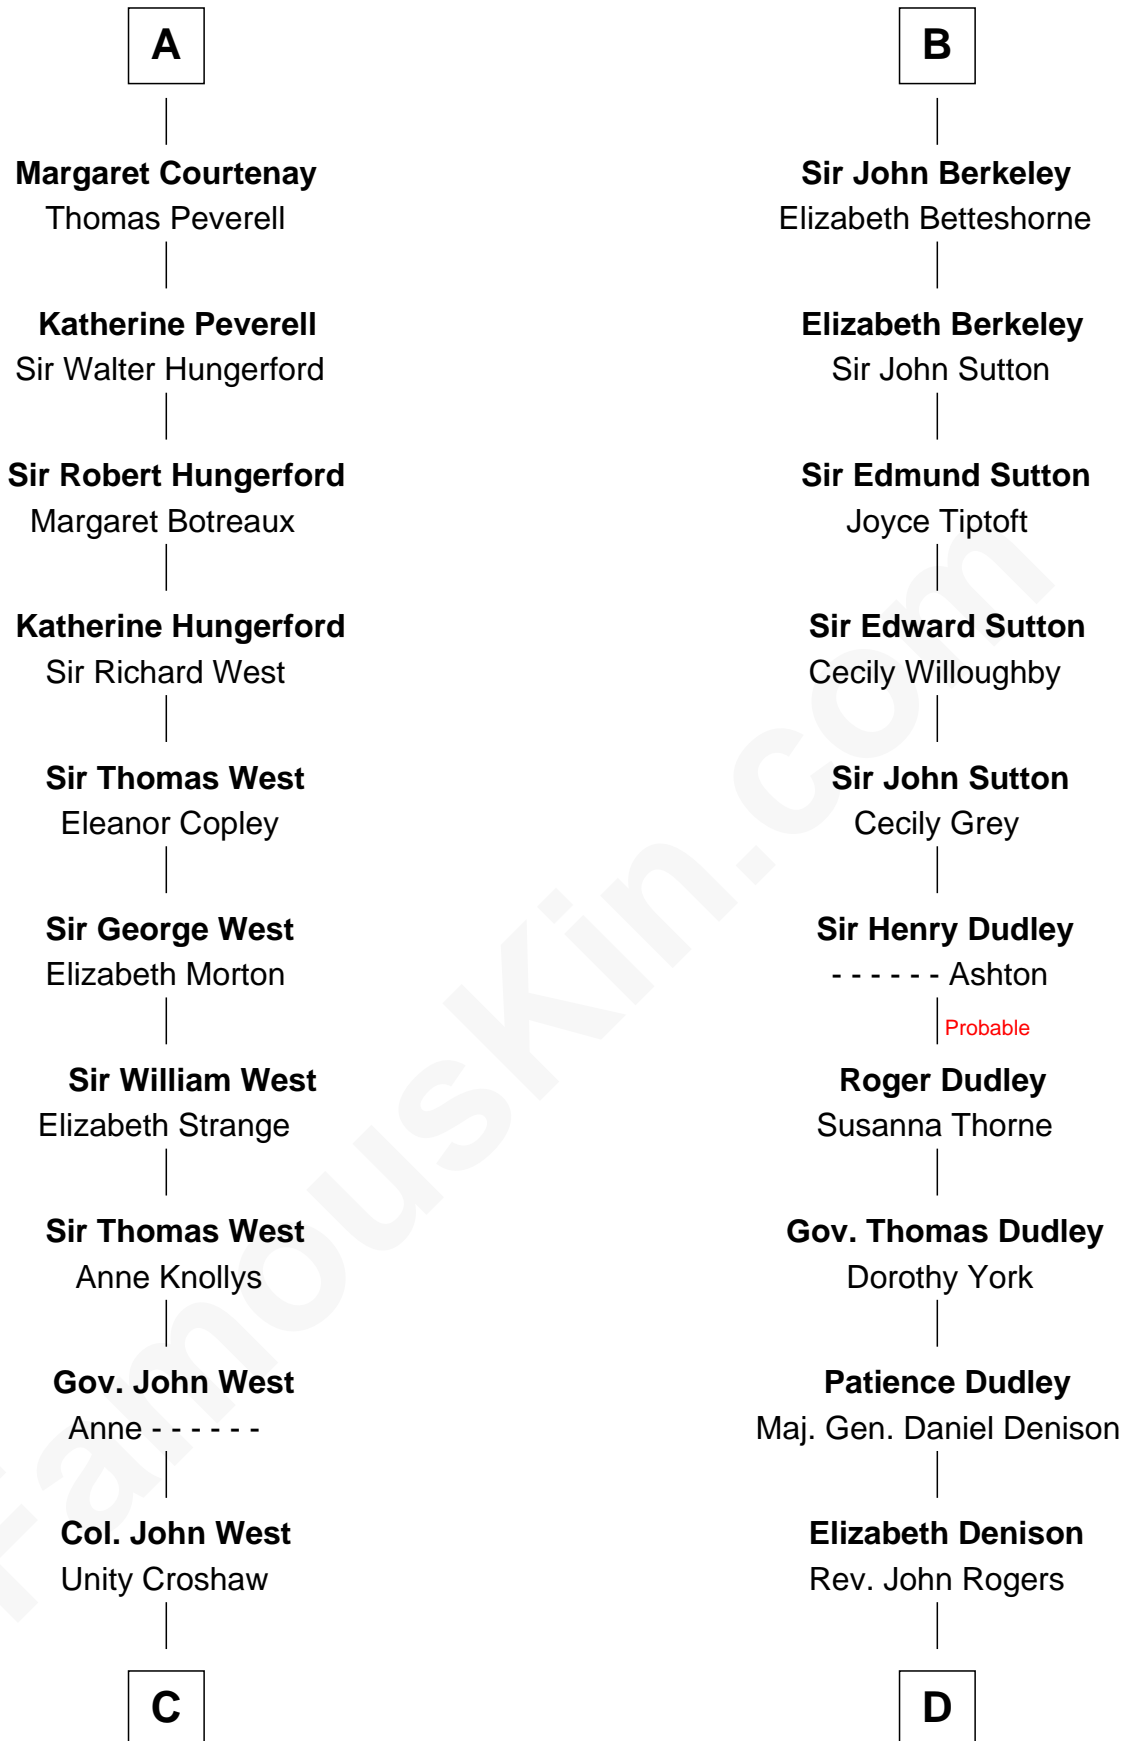 A
Margaret Courtenay
Thomas Peverell
Katherine Peverell
Sir Walter Hungerford
Sir Robert Hungerford
Margaret Botreaux
Katherine Hungerford
Sir Richard West
Sir Thomas West
Eleanor Copley
Sir George West
Elizabeth Morton
Sir William West
Elizabeth Strange
Sir Thomas West
Anne Knollys
Gov. John West
Anne - - - - - -
Col. John West
Unity Croshaw
C
B
Sir John Berkeley
Elizabeth Betteshorne
Elizabeth Berkeley
Sir John Sutton
Sir Edmund Sutton
Joyce Tiptoft
Sir Edward Sutton
Cecily Willoughby
Sir John Sutton
Cecily Grey
Sir Henry Dudley
- - - - - - Ashton
Probable
Roger Dudley
Susanna Thorne
Gov. Thomas Dudley
Dorothy York
Patience Dudley
Maj. Gen. Daniel Denison
Elizabeth Denison
Rev. John Rogers
D
FamousKin.com